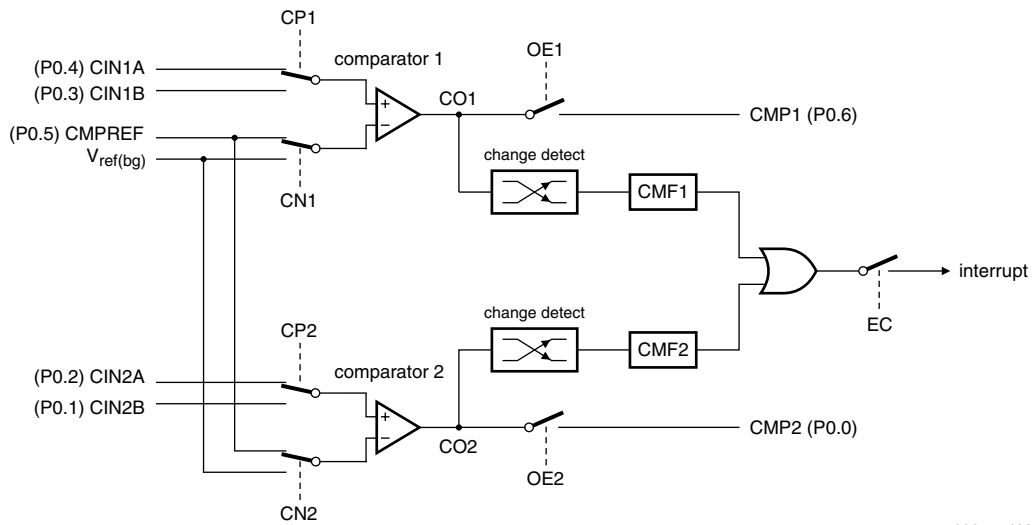 CP1
comparator 1
OE1
(P0.4) CIN1A
(P0.3) CIN1B
+
−
CO1
CMP1 (P0.6)
(P0.5) CMPREF
Vref(bg)
change detect
CN1
CMF1
interrupt
change detect
EC
CP2
CMF2
comparator 2
(P0.2) CIN2A
(P0.1) CIN2B
+
−
CO2
CMP2 (P0.0)
OE2
CN2